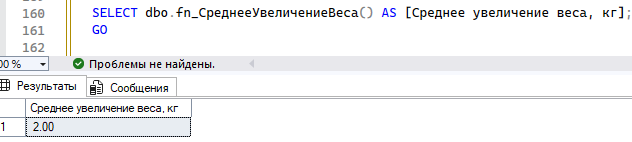 160 SELECT dbo.fn_СреднееУвеличениеВеса() AS [Среднее увеличение веса, кг];
161 GO
162
00 % Проблемы не найдены.
Результаты Сообщения
Среднее увеличение веса, кг
1 2.00